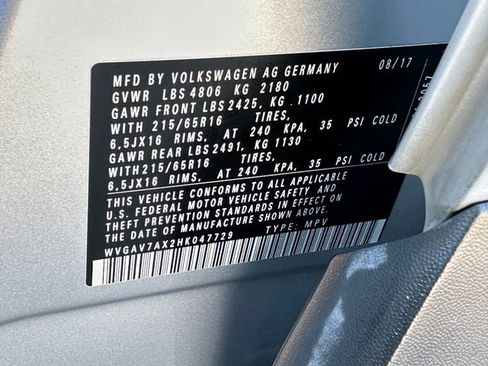 MFD BY VOLKSWAGEN AG GERMANY 08/17
GVWR LBS 4806 KG 2180
GAWR FRONT LBS 2425, KG 1100
WITH 215/65R16 TIRES,
6,5JX16 RIMS, AT 240 KPA, 35 PSI COLD
GAWR REAR LBS 2491, KG 1130
WITH 215/65R16 TIRES,
6,5JX16 RIMS, AT 240 KPA, 35 PSI COLD
THIS VEHICLE CONFORMS TO ALL APPLICABLE
U.S. FEDERAL MOTOR VEHICLE SAFETY AND
THEFT PREVENTION STANDARDS IN EFFECT ON
THE DATE OF MANUFACTURE SHOWN ABOVE.
WVGAV7AX2HK047729 TYPE: MPV